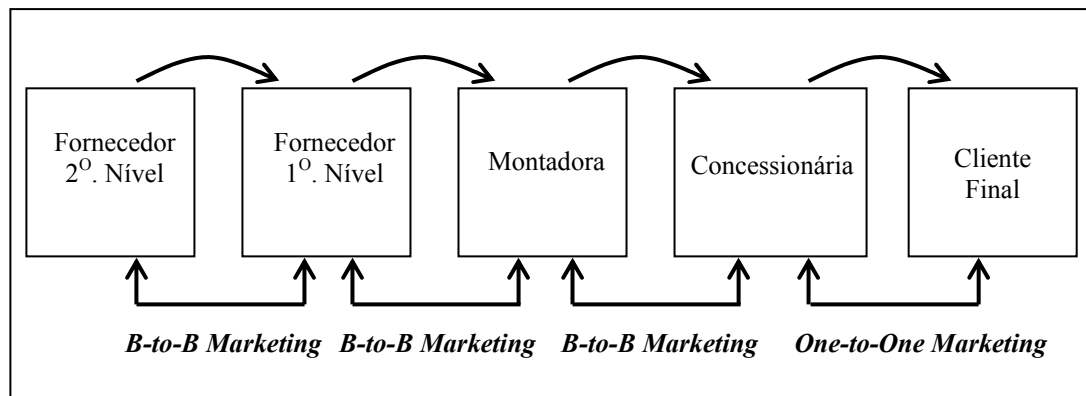 Fornecedor
2º. Nível
Fornecedor
1º. Nível
Montadora
Concessionária
Cliente
Final
B-to-B Marketing
B-to-B Marketing
B-to-B Marketing
One-to-One Marketing